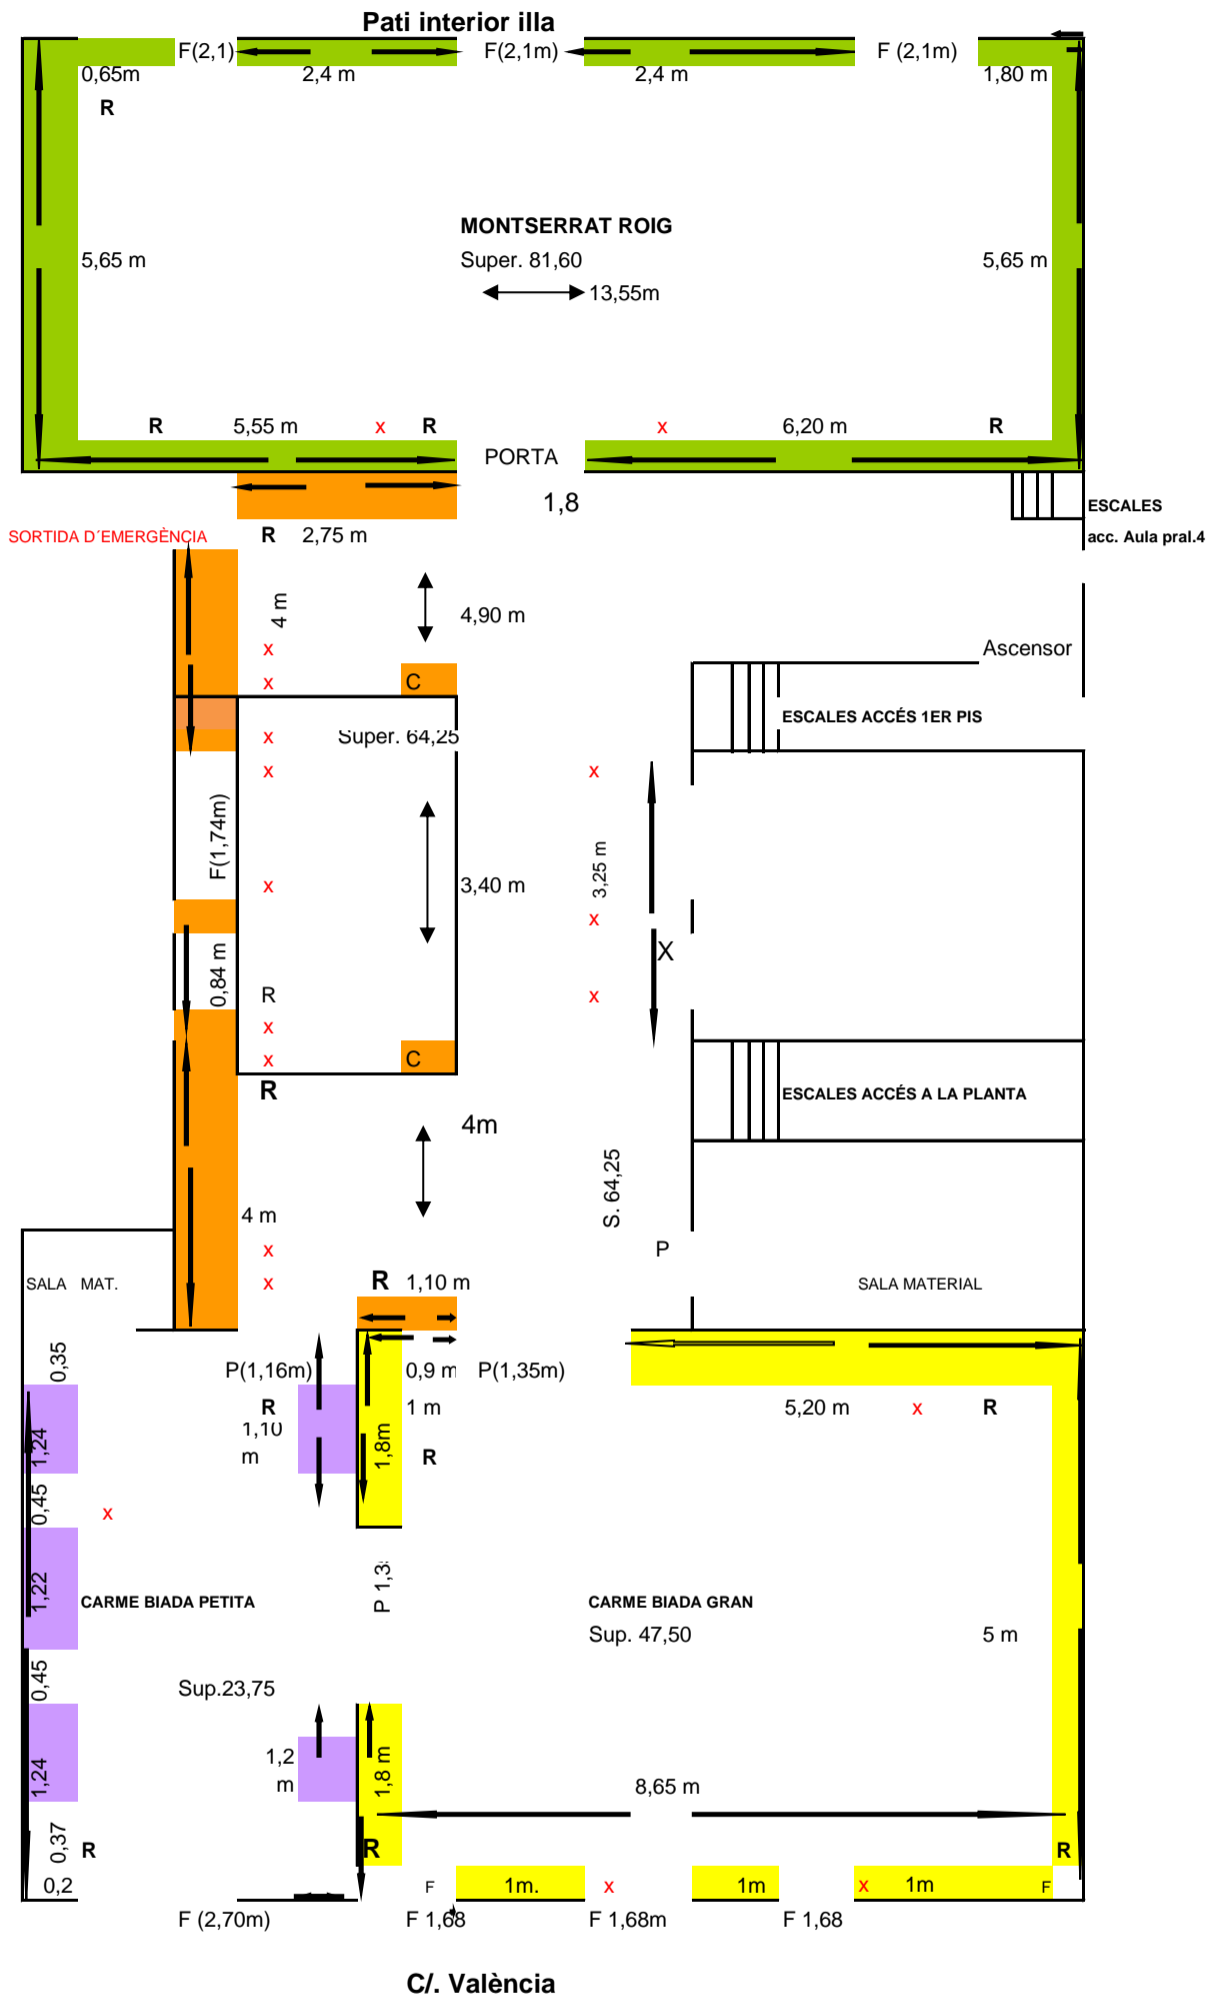 Pati interior illa
F(2,1) F(2,1m) F (2,1m)
0,65m 2,4 m 2,4 m 1,80 m
R
MONTSERRAT ROIG
5,65 m Super. 81,60 5,65 m
13,55m
R 5,55 m x R x 6,20 m R
PORTA
1,8 ESCALES
SORTIDA D´EMERGÈNCIA R 2,75 m acc. Aula pral.4
4 m 4,90 m
x Ascensor
x C
ESCALES ACCÉS 1ER PIS
x Super. 64,25
x x
F(1,74m)
x 3,40 m 3,25 m
x
X
0,84 m R x
x
x C
R ESCALES ACCÉS A LA PLANTA
4m
S. 64,25
4 m
x P
SALA MAT. x R 1,10 m SALA MATERIAL
0,35 P(1,16m) 0,9 m P(1,35m)
R 1 m 5,20 m x R
1,24 1,10 1,8m R
m
0,45 x
1,22 CARME BIADA PETITA P 1,3 CARME BIADA GRAN
Sup. 47,50 5 m
0,45 Sup.23,75
1,24 1,2 1,8 m 8,65 m
m
0,37 R R R
0,2 F 1m. x 1m x 1m F
F (2,70m) F 1,68 F 1,68m F 1,68
C/. València